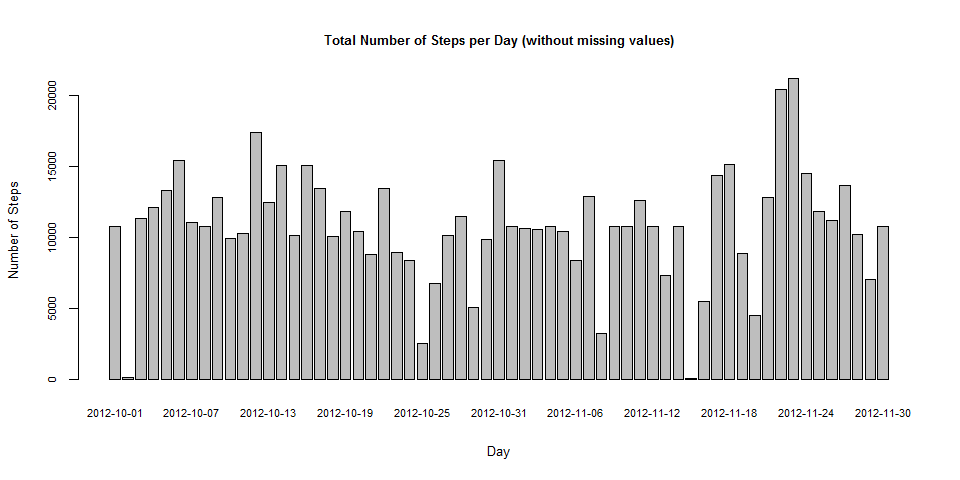 Total Number of Steps per Day (without missing values)
20000
15000
10000
5000
0
Number of Steps
2012-10-01 2012-10-07 2012-10-13 2012-10-19 2012-10-25 2012-10-31 2012-11-06 2012-11-12 2012-11-18 2012-11-24 2012-11-30
Day